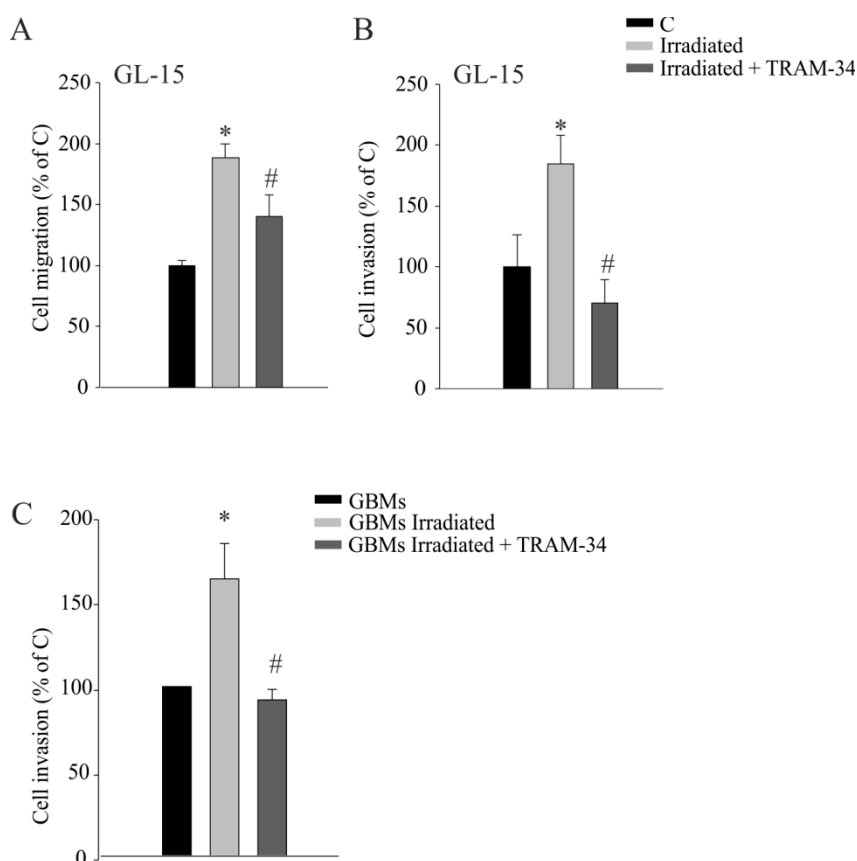 A
GL-15
Cell migration (% of C)
250
200
150
100
50
0
*
#
B
GL-15
C
Irradiated
Irradiated + TRAM-34
Cell invasion (% of C)
250
200
150
100
50
0
*
#
C
GBMs
GBMs Irradiated
GBMs Irradiated + TRAM-34
Cell invasion (% of C)
200
150
100
50
0
*
#